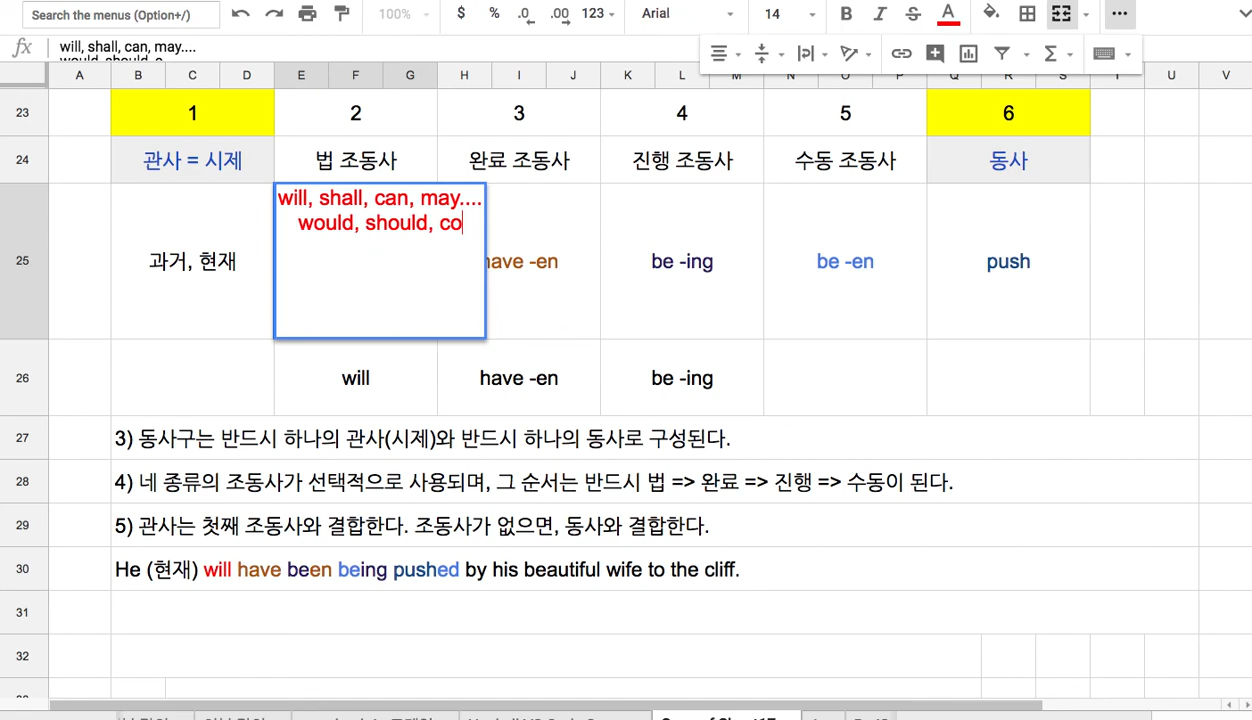 Search the menus (Option+/)
100%
$ % .0 .00 123
Arial
14
B I S A
fx will, shall, can, may....
A B C D E F G H I J K L M N O P Q R S T U V
23 1 2 3 4 5 6
24 관사 = 시제 법 조동사 완료 조동사 진행 조동사 수동 조동사 동사
will, shall, can, may....
would, should, co
25 과거, 현재 have -en be -ing be -en push
26 will have -en be -ing
27 3) 동사구는 반드시 하나의 관사(시제)와 반드시 하나의 동사로 구성된다.
28 4) 네 종류의 조동사가 선택적으로 사용되며, 그 순서는 반드시 법 => 완료 => 진행 => 수동이 된다.
29 5) 관사는 첫째 조동사와 결합한다. 조동사가 없으면, 동사와 결합한다.
30 He (현재) will have been being pushed by his beautiful wife to the cliff.
31
32